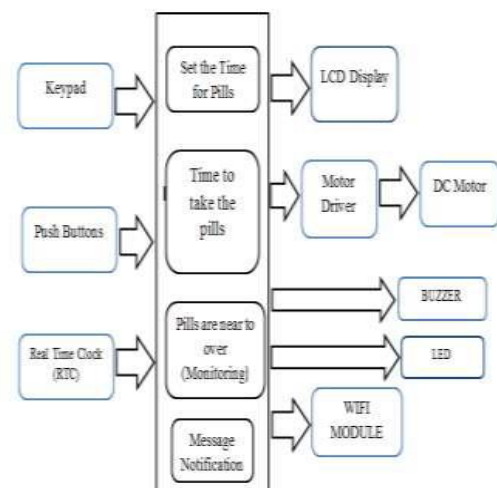 Keypad
Push Buttons
Real Time Clock
(RTC)
Set the Time
for Pills
Time to
take the
pills
Pills are near to
over
(Monitoring)
Message
Notification
LCD Display
Motor
Driver
DC Motor
BUZZER
LED
WIFI
MODULE